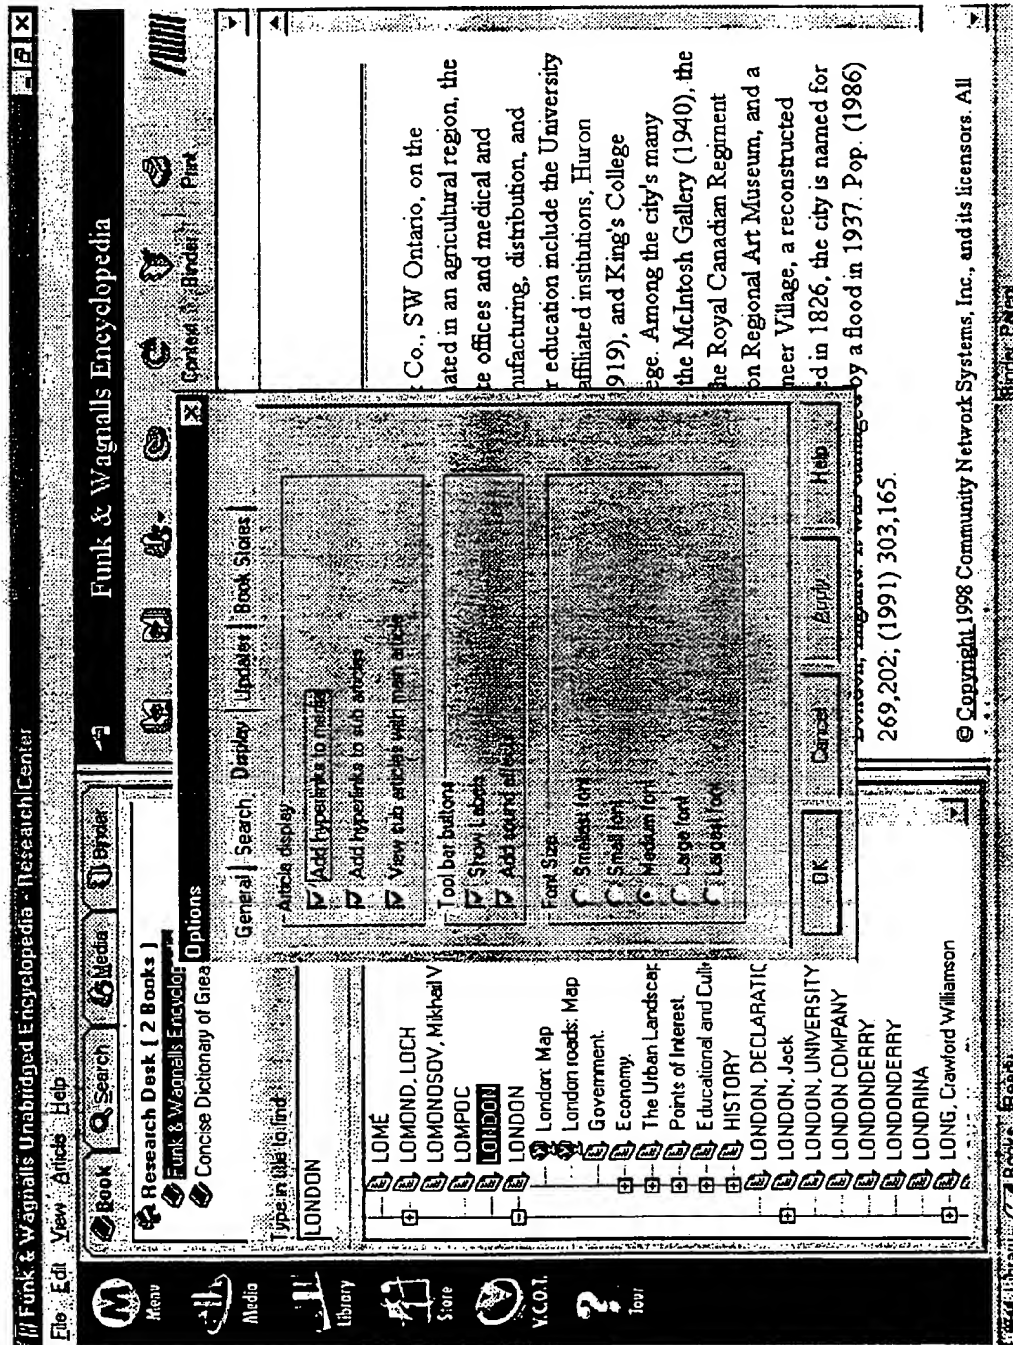 Funk & Wagnalls Unabridged Encyclopedia - Research Center
File Edit View Article Help
Menu
Media
Library
Store
Y.C.O.T.
Tour
Book
Search
Media
Binder
Research Desk [ 2 Books ]
Funk & Wagnalls Encyclop
Concise Dictionary of Grea
Type in title to find
LONDON
LOMÉ
LOMOND, LOCH
LOMONOSOV, Mikhail V
LOMPOC
LONDON
LONDON
London: Map
London roads: Map
Government.
Economy.
The Urban Landscap
Points of Interest.
Educational and Cultu
HISTORY
LONDON, DECLARATIO
LONDON, Jack
LONDON, UNIVERSITY
LONDON COMPANY
LONDONDERRY
LONDONDERRY
LONDRINA
LONG, Crawford Williamson
Funk & Wagnalls Encyclopedia
Context
Binder
Print
Options
General
Search
Display
Updates
Book Stores
Article display
Add hyperlinks to media
Add hyperlinks to sub articles
View sub articles with main article
Tool bar buttons
Show Labels
Add sound effects
Font Size
Smallest font
Small font
Medium font
Large font
Largest font
OK
Cancel
Apply
Help
Co., SW Ontario, on the
ated in an agricultural region, the
e offices and medical and
nufacturing, distribution, and
r education include the University
affiliated institutions, Huron
919), and King's College
ege. Among the city's many
the McIntosh Gallery (1940), the
he Royal Canadian Regiment
on Regional Art Museum, and a
neer Village, a reconstructed
ed in 1826, the city is named for
by a flood in 1937. Pop. (1986)
269,202; (1991) 303,165.
© Copyright 1998 Community Network Systems, Inc., and its licensors. All